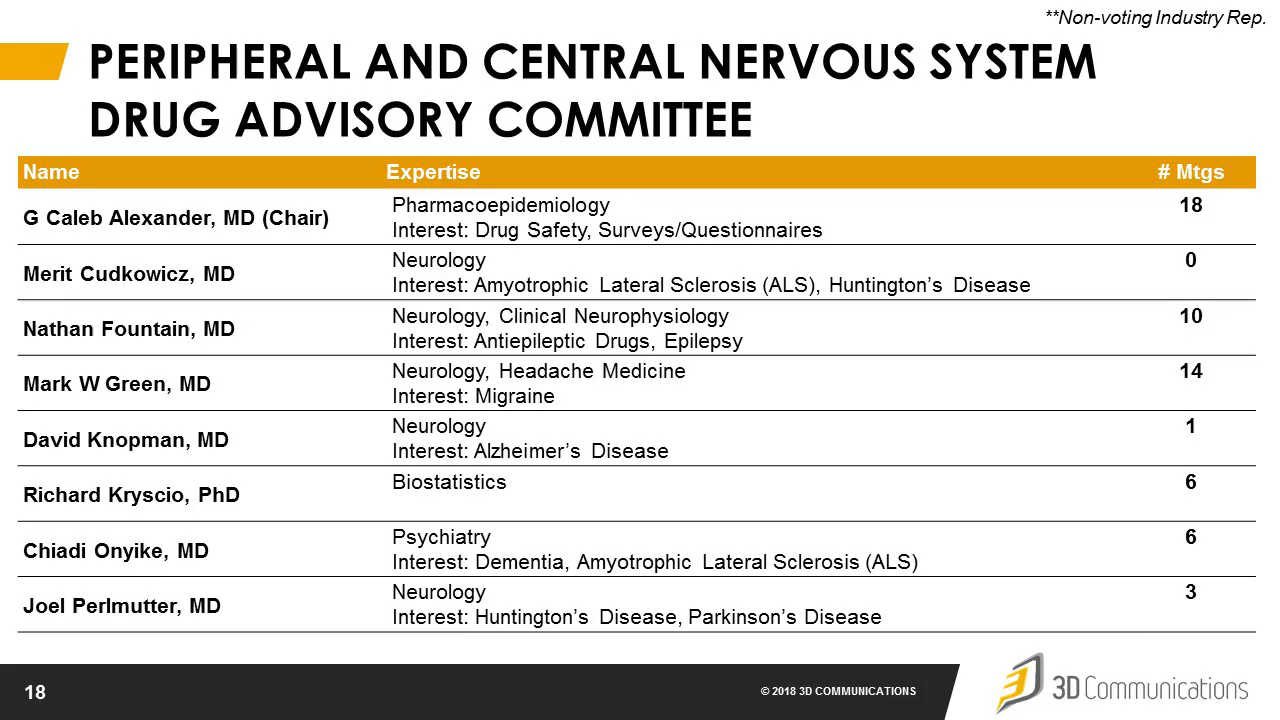 **Non-voting Industry Rep.
PERIPHERAL AND CENTRAL NERVOUS SYSTEM
DRUG ADVISORY COMMITTEE
Name Expertise # Mtgs
G Caleb Alexander, MD (Chair) Pharmacoepidemiology 18
Interest: Drug Safety, Surveys/Questionnaires
Merit Cudkowicz, MD Neurology 0
Interest: Amyotrophic Lateral Sclerosis (ALS), Huntington’s Disease
Nathan Fountain, MD Neurology, Clinical Neurophysiology 10
Interest: Antiepileptic Drugs, Epilepsy
Mark W Green, MD Neurology, Headache Medicine 14
Interest: Migraine
David Knopman, MD Neurology 1
Interest: Alzheimer’s Disease
Richard Kryscio, PhD Biostatistics 6
Chiadi Onyike, MD Psychiatry 6
Interest: Dementia, Amyotrophic Lateral Sclerosis (ALS)
Joel Perlmutter, MD Neurology 3
Interest: Huntington’s Disease, Parkinson’s Disease
18 © 2018 3D COMMUNICATIONS 3D Communications